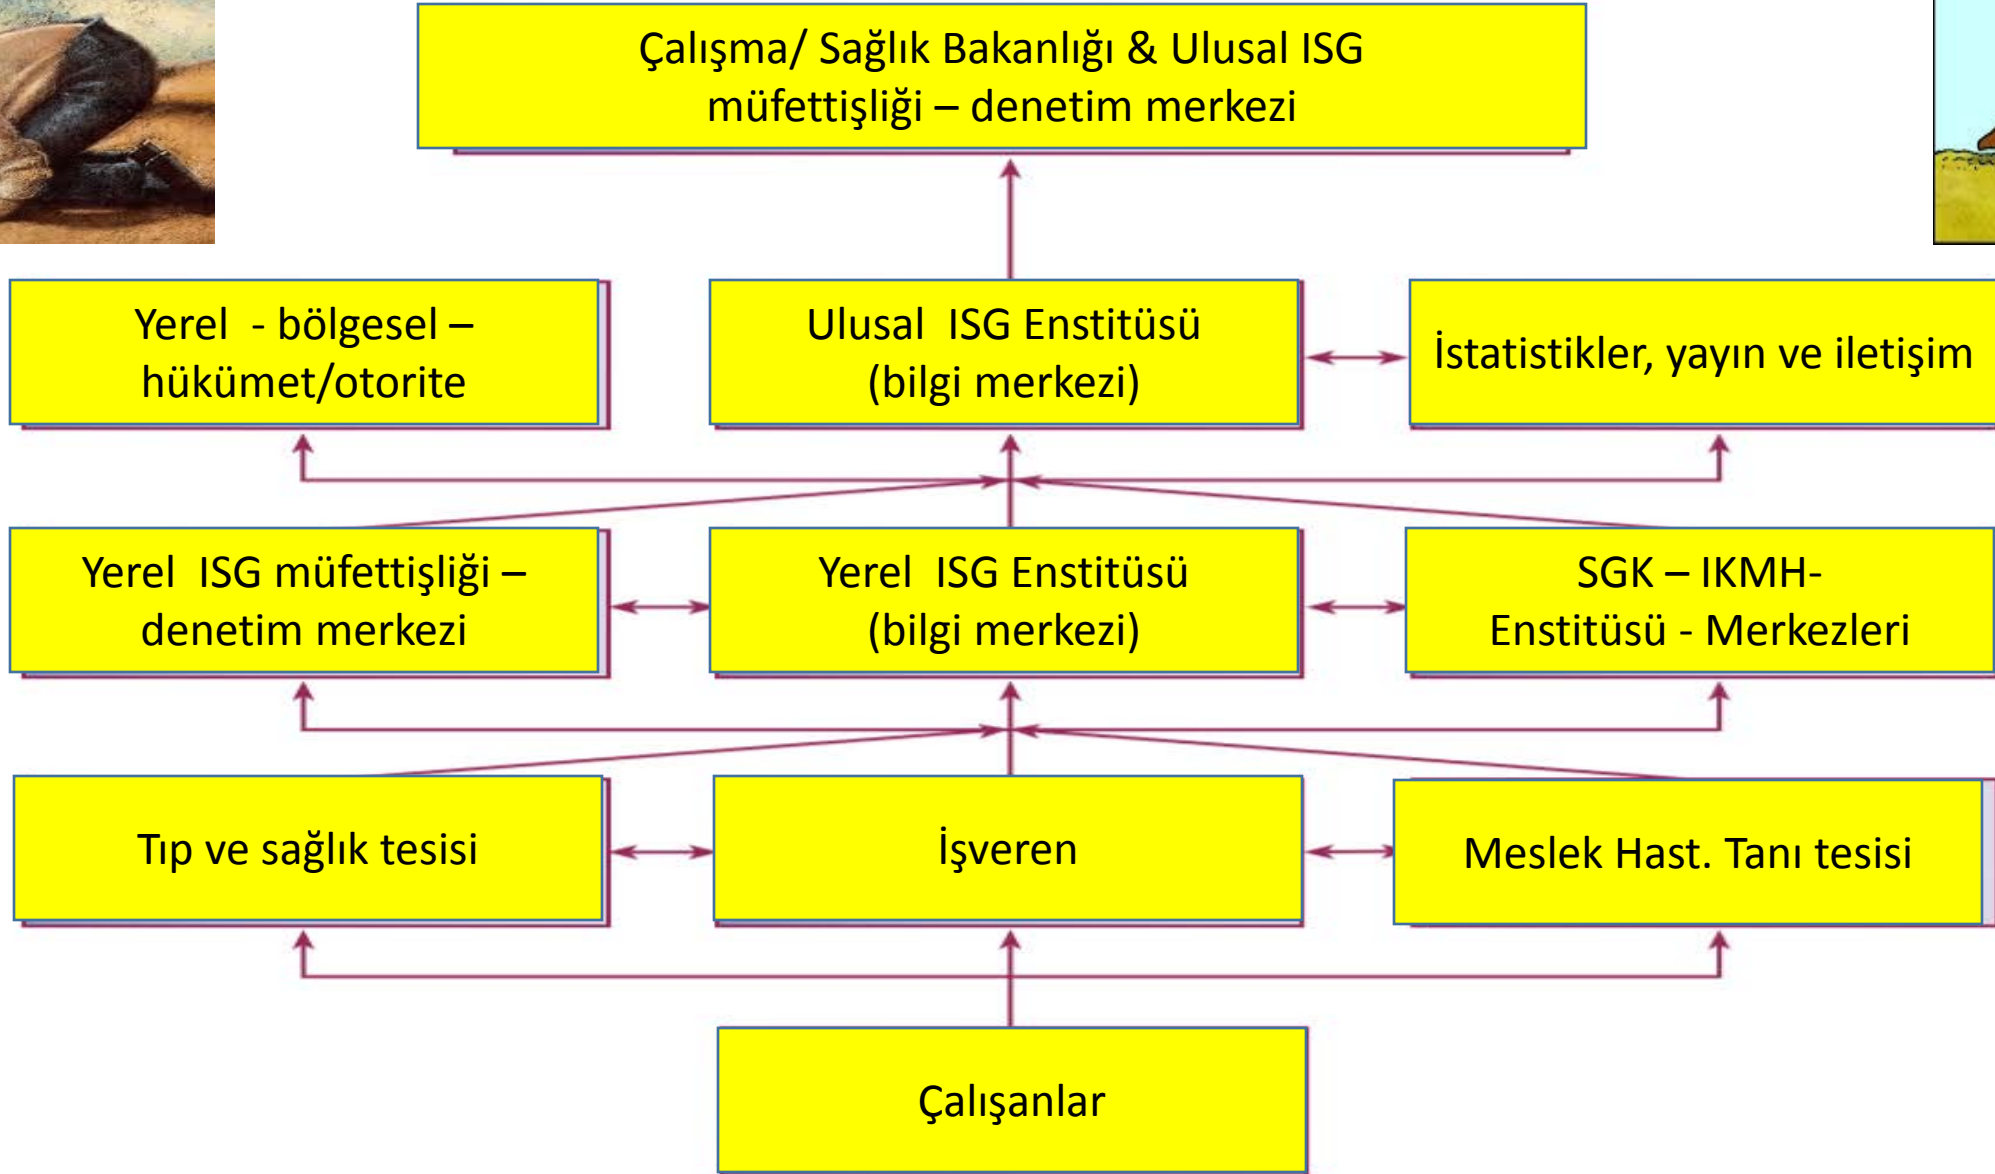 Çalışma/ Sağlık Bakanlığı & Ulusal ISG
müfettişliği – denetim merkezi
Yerel - bölgesel –
hükümet/otorite
Ulusal ISG Enstitüsü
(bilgi merkezi)
İstatistikler, yayın ve iletişim
Yerel ISG müfettişliği –
denetim merkezi
Yerel ISG Enstitüsü
(bilgi merkezi)
SGK – IKMH-
Enstitüsü - Merkezleri
Tıp ve sağlık tesisi
İşveren
Meslek Hast. Tanı tesisi
Çalışanlar